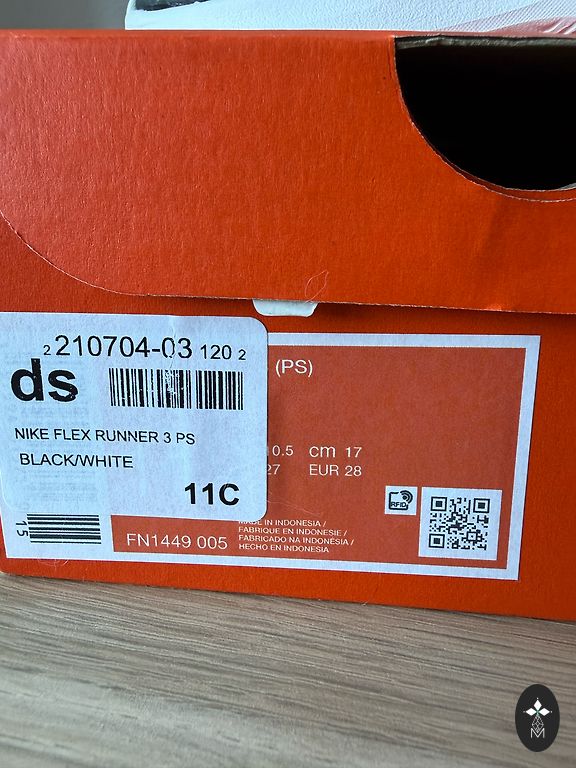 2 210704-03 120 2
ds
NIKE FLEX RUNNER 3 PS
BLACK/WHITE
11C
(PS)
0.5 cm 17
27 EUR 28
RFID
15
FN1449 005
MADE IN INDONESIA /
FABRIQUÉ EN INDONESIE /
FABRICADO NA INDONÉSIA /
HECHO EN INDONESIA
M